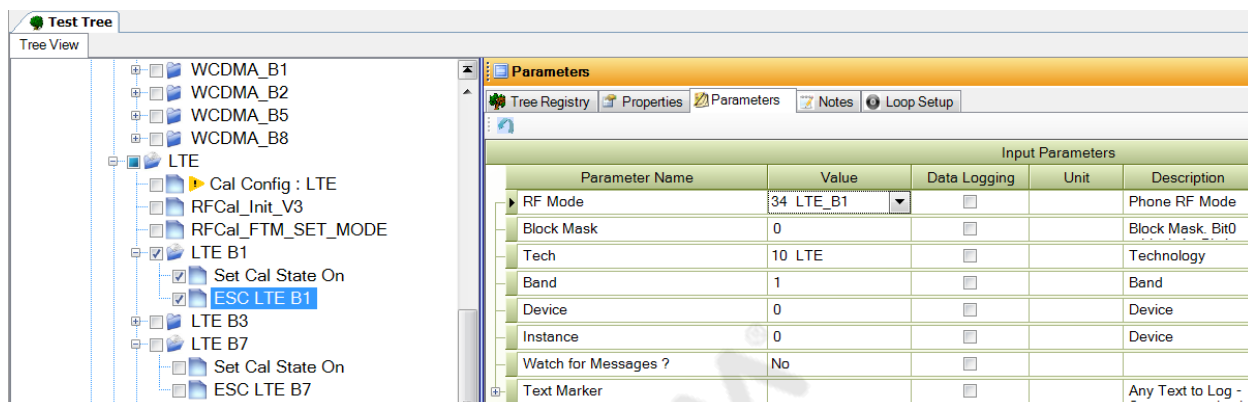 Test Tree
Tree View
WCDMA_B1
WCDMA_B2
WCDMA_B5
WCDMA_B8
LTE
Cal Config : LTE
RFCal_Init_V3
RFCal_FTM_SET_MODE
LTE B1
Set Cal State On
ESC LTE B1
LTE B3
LTE B7
Set Cal State On
ESC LTE B7
Parameters
Tree Registry Properties Parameters Notes Loop Setup
Input Parameters
Parameter Name Value Data Logging Unit Description
RF Mode 34 LTE_B1 Phone RF Mode
Block Mask 0 Block Mask. Bit0
Tech 10 LTE Technology
Band 1 Band
Device 0 Device
Instance 0 Device
Watch for Messages ? No
Text Marker Any Text to Log -